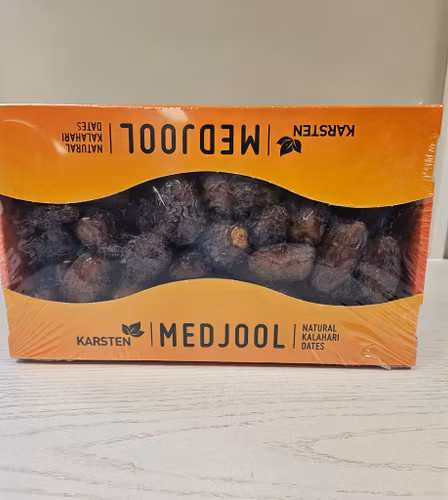 KARSTEN
MEDJOOL
NATURAL
KALAHARI
DATES
KARSTEN
MEDJOOL
NATURAL
KALAHARI
DATES